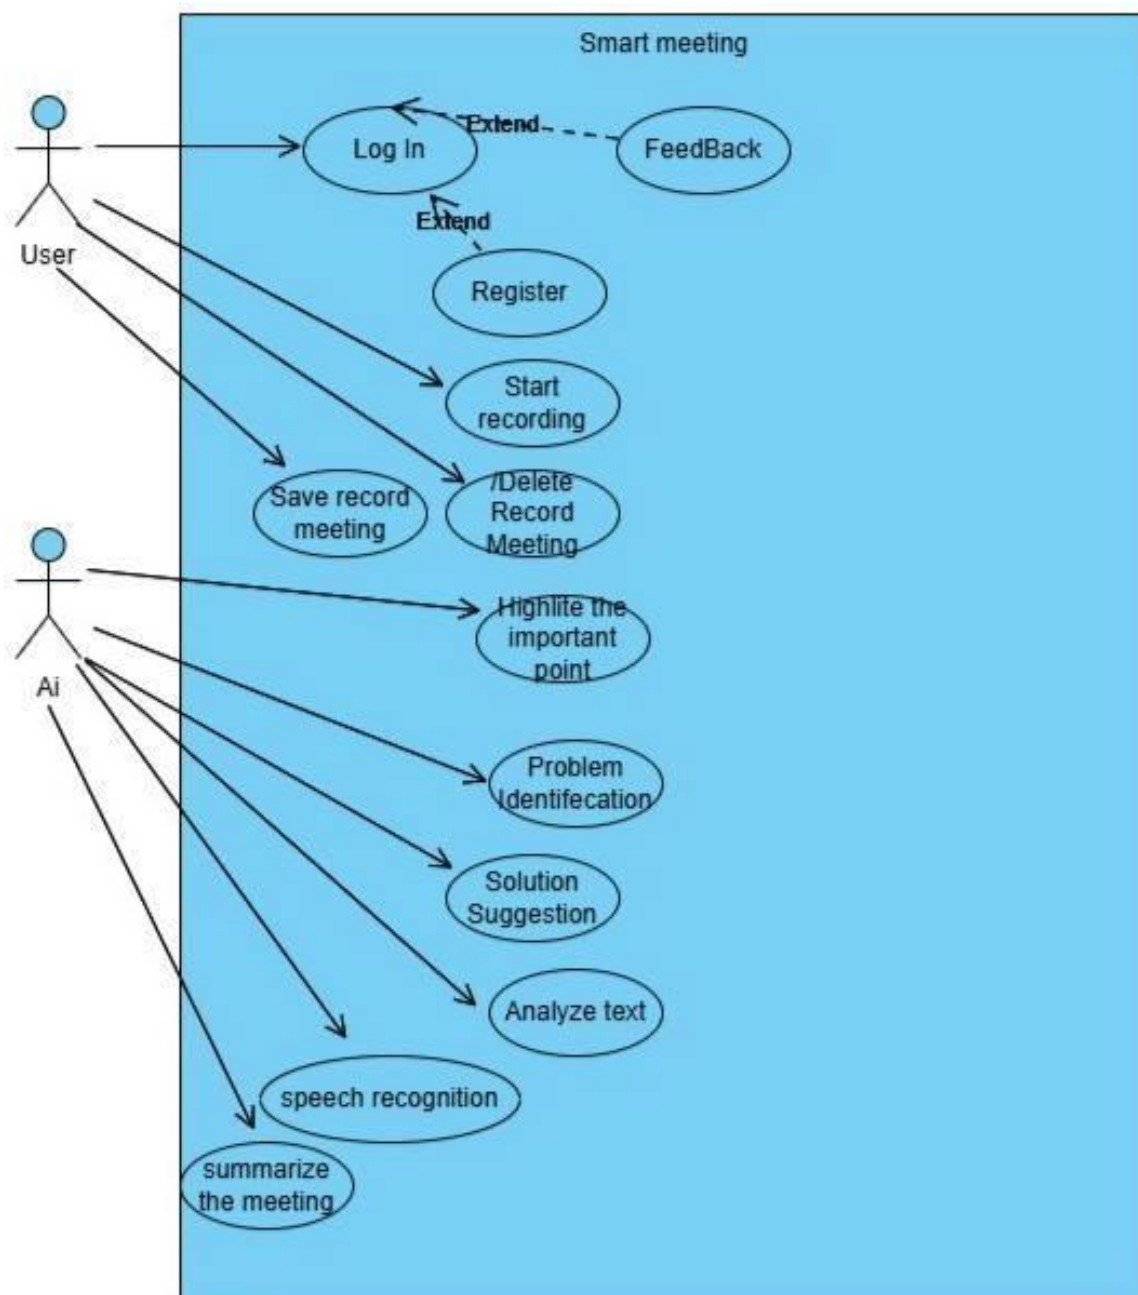 Smart meeting
Log In
Extend
FeedBack
Extend
User
Register
Start
recording
Save record
meeting
/Delete
Record
Meeting
Highlite the
important
point
Ai
Problem
Identifecation
Solution
Suggestion
Analyze text
speech recognition
summarize
the meeting